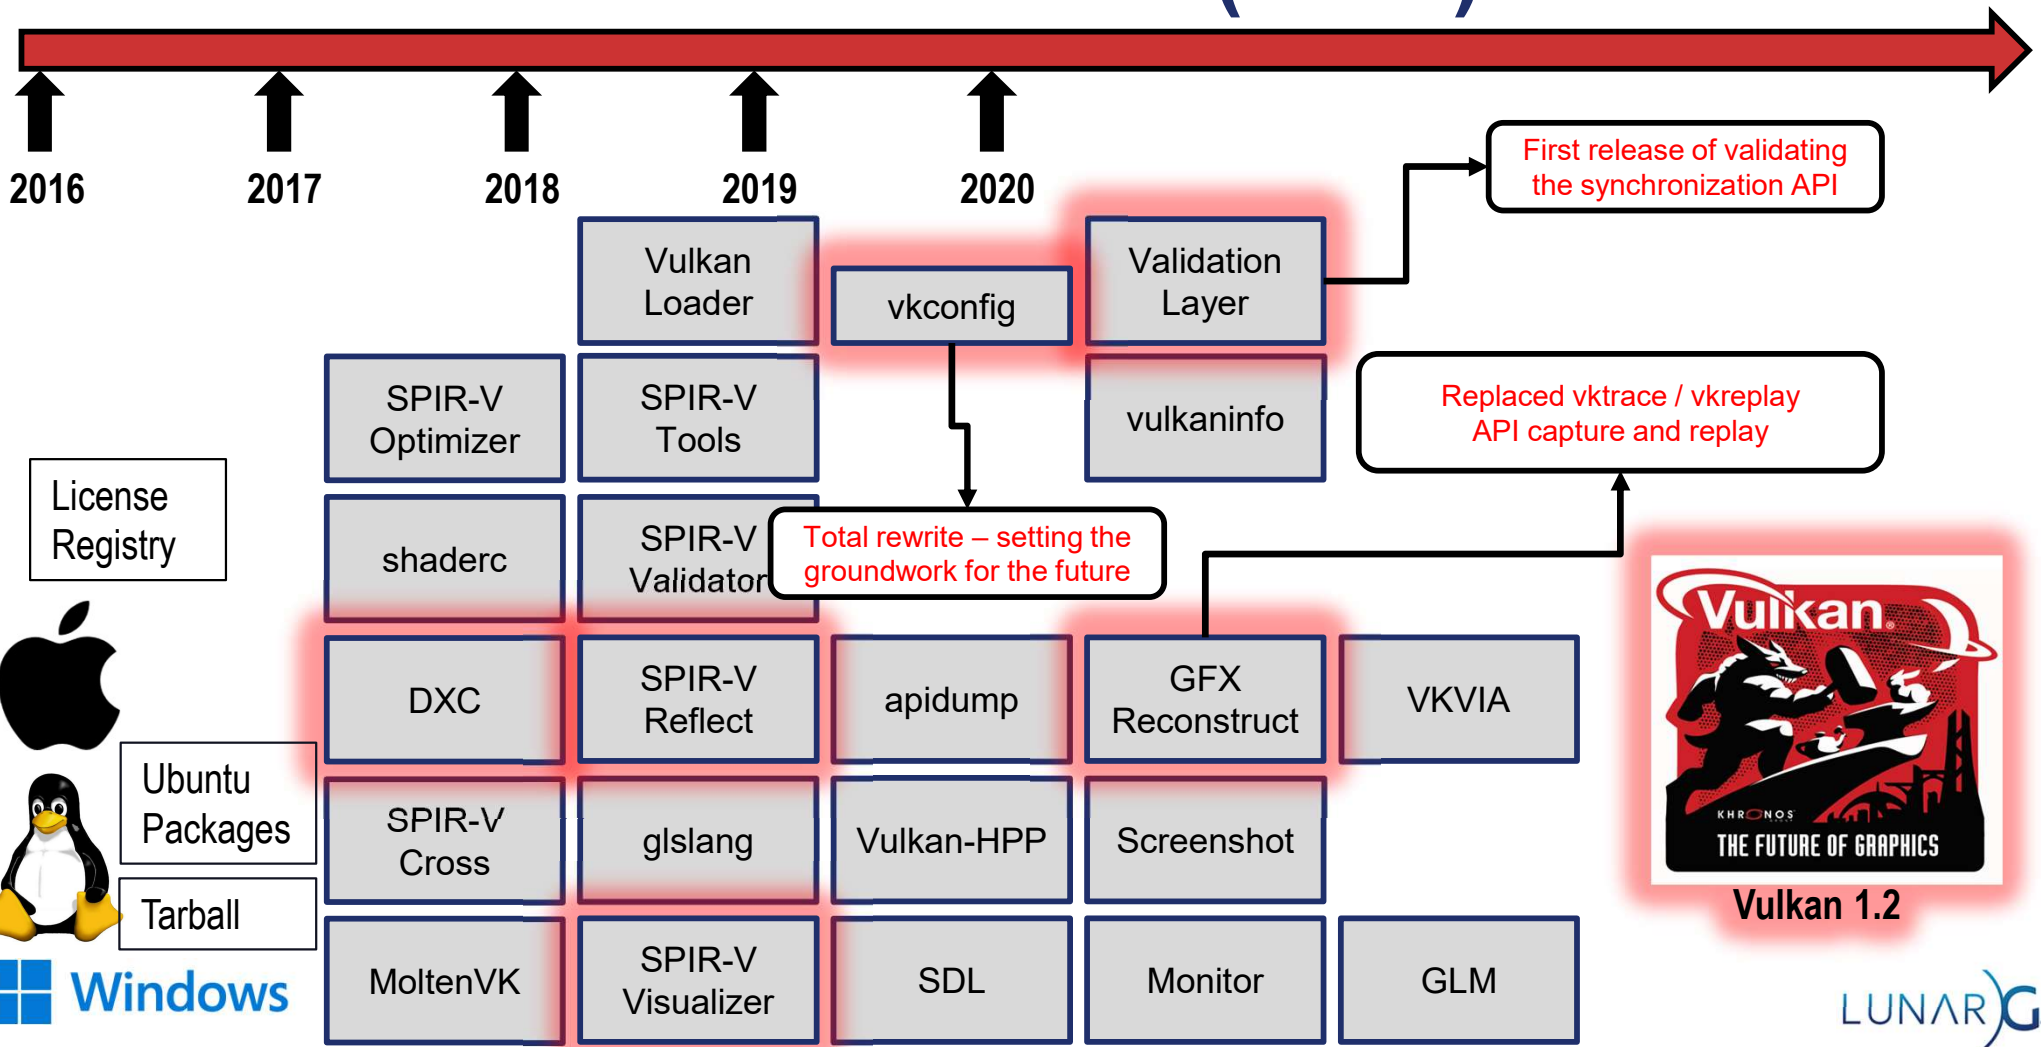 2016
2017
2018
2019
2020
First release of validating
the synchronization API
Vulkan
Loader
vkconfig
Validation
Layer
SPIR-V
Optimizer
SPIR-V
Tools
vulkaninfo
Replaced vktrace / vkreplay
API capture and replay
License
Registry
shaderc
SPIR-V
Validator
Total rewrite – setting the
groundwork for the future
DXC
SPIR-V
Reflect
apidump
GFX
Reconstruct
VKVIA
Vulkan®
KHRONOS
THE FUTURE OF GRAPHICS
Vulkan 1.2
Ubuntu
Packages
Tarball
SPIR-V
Cross
glslang
Vulkan-HPP
Screenshot
Windows
MoltenVK
SPIR-V
Visualizer
SDL
Monitor
GLM
LUNARG